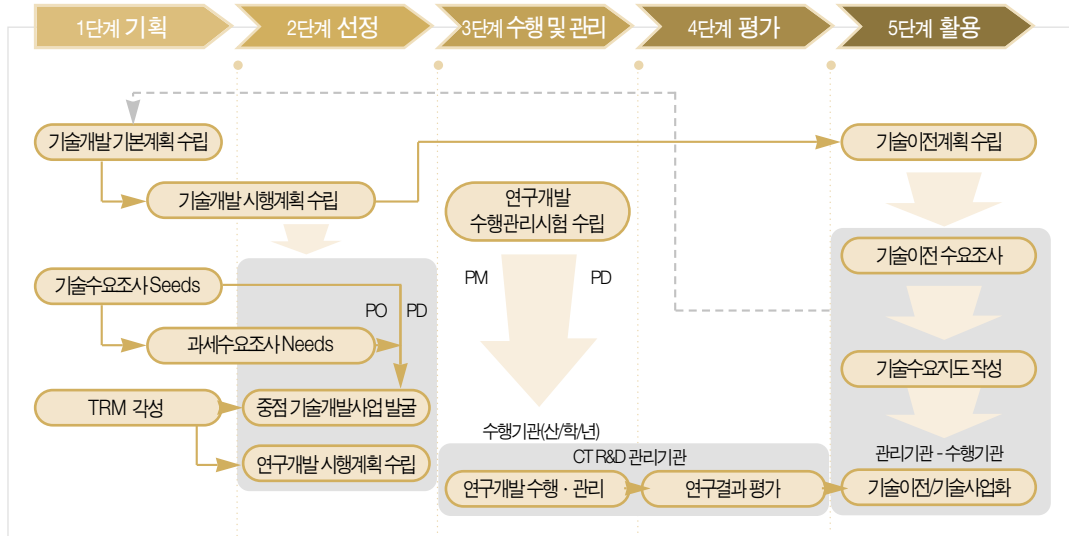 1단계 기획
2단계 선정
3단계 수행 및 관리
4단계 평가
5단계 활용
기술개발 기본계획 수립
기술이전계획 수립
기술개발 시행계획 수립
연구개발
수행관리시험 수립
기술이전 수요조사
기술수요조사 Seeds
PO
PD
PM
PD
과세수요조사 Needs
기술수요지도 작성
TRM 각성
중점 기술개발사업 발굴
수행기관(산/학/년)
CT R&D 관리기관
관리기관 - 수행기관
연구개발 시행계획 수립
연구개발 수행 · 관리
연구결과 평가
기술이전/기술사업화